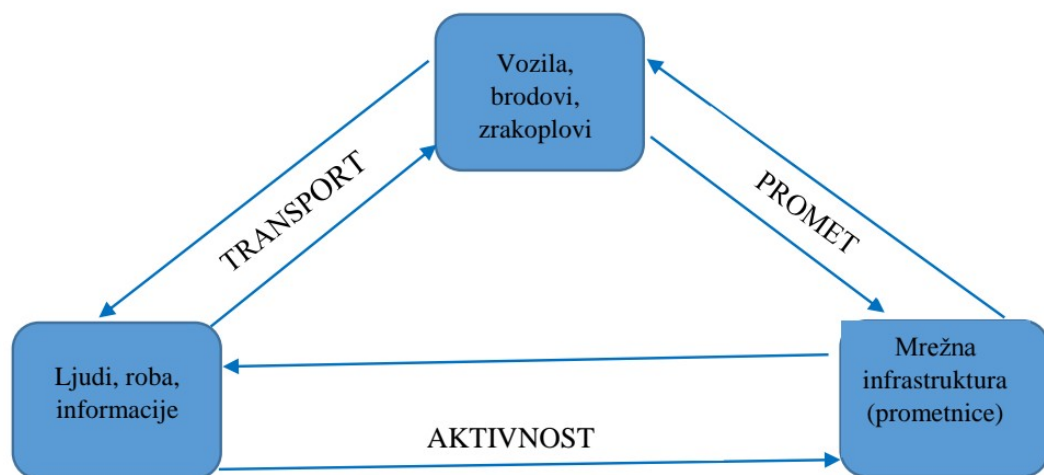 Vozila,
brodovi,
zrakoplovi
TRANSPORT
PROMET
Ljudi, roba,
informacije
Mrežna
infrastruktura
(prometnice)
AKTIVNOST